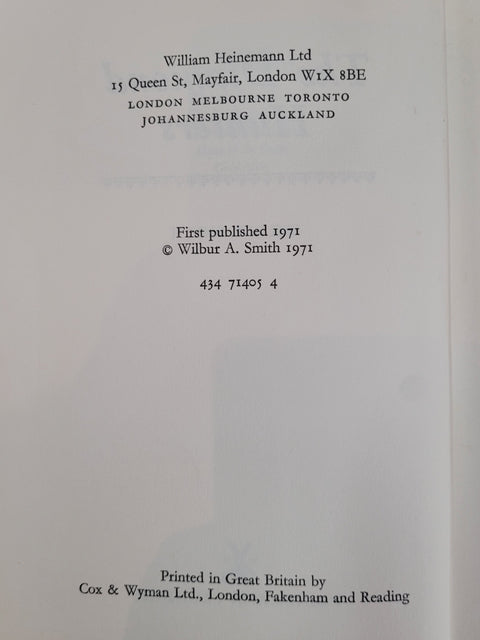 William Heinemann Ltd
15 Queen St, Mayfair, London W1X 8BE
LONDON MELBOURNE TORONTO
JOHANNESBURG AUCKLAND
First published 1971
© Wilbur A. Smith 1971
434 71405 4
Printed in Great Britain by
Cox & Wyman Ltd., London, Fakenham and Reading